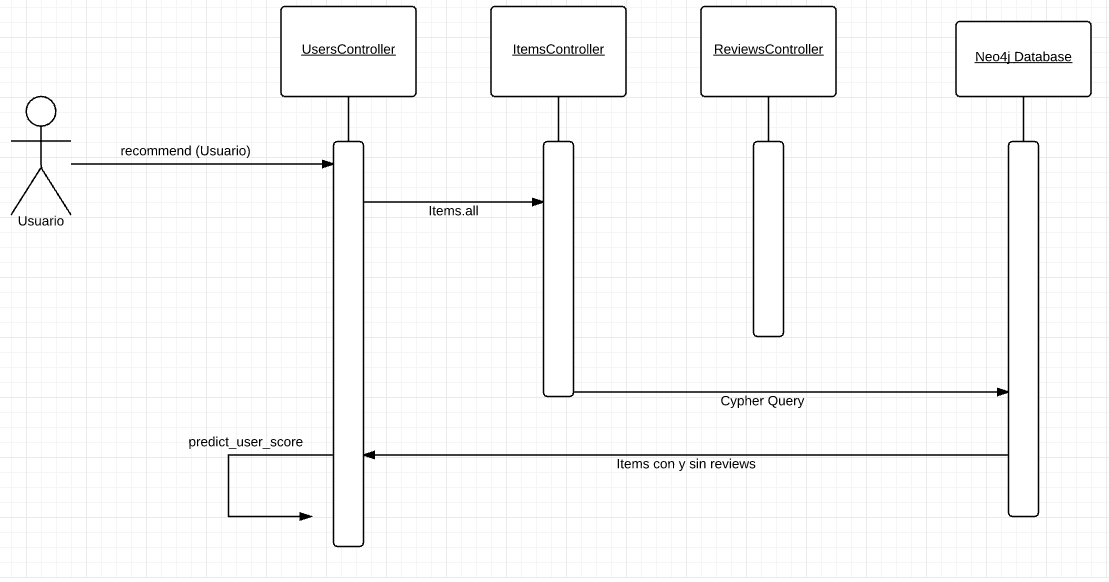 UsersController
ItemsController
ReviewsController
Neo4j Database
recommend (Usuario)
Items.all
Usuario
Cypher Query
predict_user_score
Items con y sin reviews